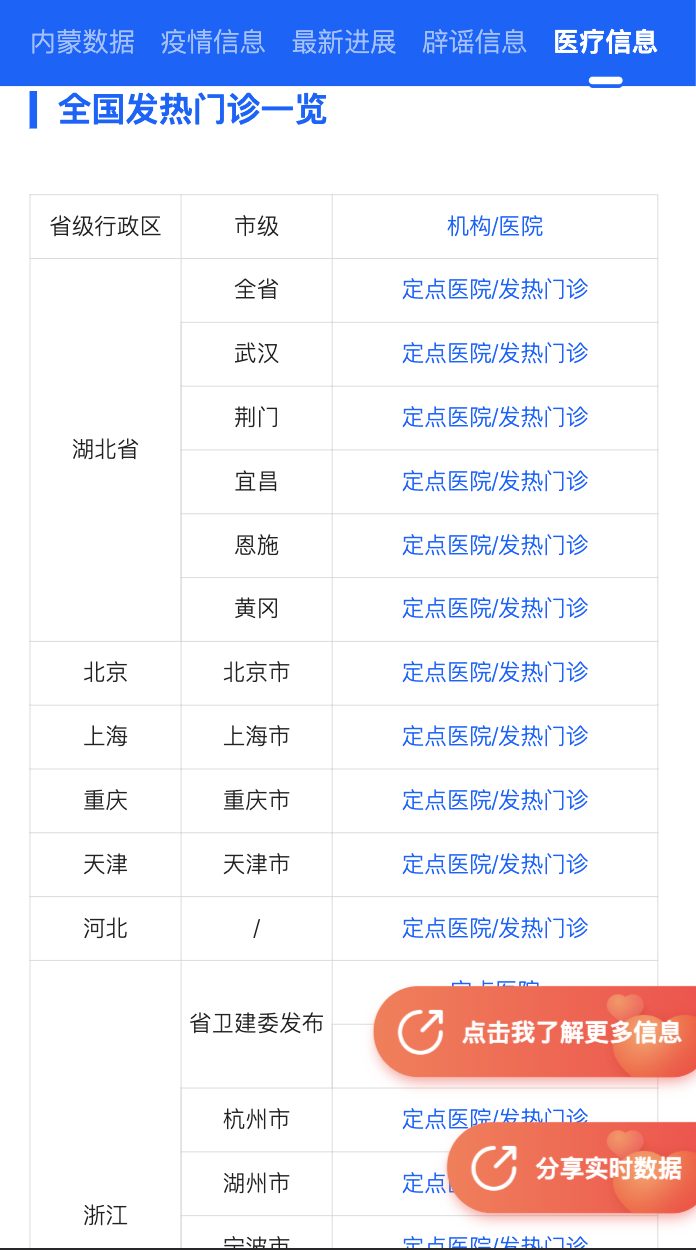 内蒙数据 疫情信息 最新进展 辟谣信息 医疗信息
全国发热门诊一览
省级行政区 市级 机构/医院
湖北省
全省 定点医院/发热门诊
武汉 定点医院/发热门诊
荆门 定点医院/发热门诊
宜昌 定点医院/发热门诊
恩施 定点医院/发热门诊
黄冈 定点医院/发热门诊
北京 北京市 定点医院/发热门诊
上海 上海市 定点医院/发热门诊
重庆 重庆市 定点医院/发热门诊
天津 天津市 定点医院/发热门诊
河北 / 定点医院/发热门诊
浙江
省卫建委发布 定点医院
点击我了解更多信息
杭州市 定点医院/发热门诊
湖州市 定点
分享实时数据
宁波市 定点医院/发热门诊